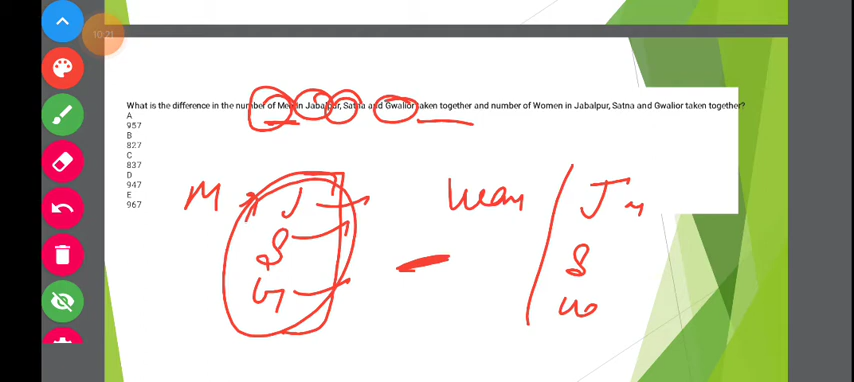 10:21
What is the difference in the number of Men in Jabalpur, Satna and Gwalior taken together and number of Women in Jabalpur, Satna and Gwalior taken together?
A
957
B
827
C
837
D
947
E
967
M J J
S S
G